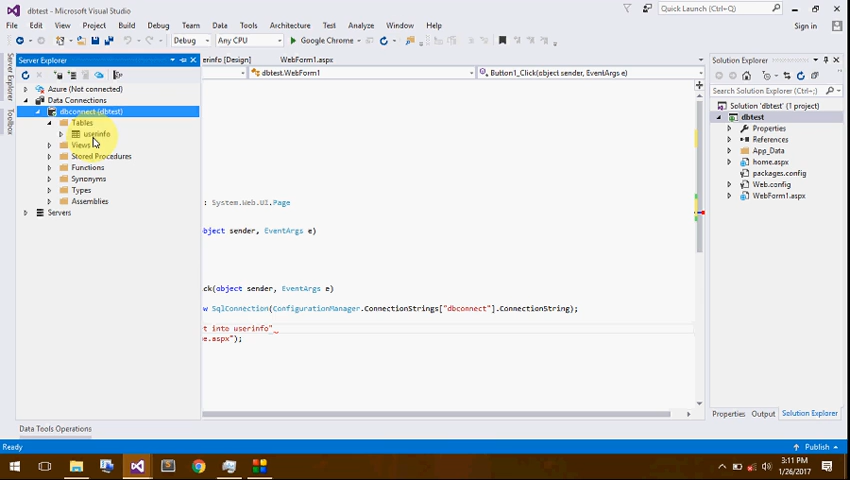 dbtest - Microsoft Visual Studio
Quick Launch (Ctrl+Q)
File Edit View Project Build Debug Team Data Tools Architecture Test Analyze Window Help
Sign in
Debug Any CPU Google Chrome
Server Explorer
Server Explorer
Toolbox
Azure (Not connected)
Data Connections
dbconnect (dbtest)
Tables
userinfo
Views
Stored Procedures
Functions
Synonyms
Types
Assemblies
Servers
erinfo [Design] WebForm1.aspx
dbtest.WebForm1 Button1_Click(object sender, EventArgs e)
: System.Web.UI.Page
object sender, EventArgs e)
ck(object sender, EventArgs e)
w SqlConnection(ConfigurationManager.ConnectionStrings["dbconnect"].ConnectionString);
t into userinfo"
e.aspx");
Solution Explorer
Search Solution Explorer (Ctrl+;)
Solution 'dbtest' (1 project)
dbtest
Properties
References
App_Data
home.aspx
packages.config
Web.config
WebForm1.aspx
Properties Output Solution Explorer
Data Tools Operations
Ready
Publish
3:11 PM
1/26/2017